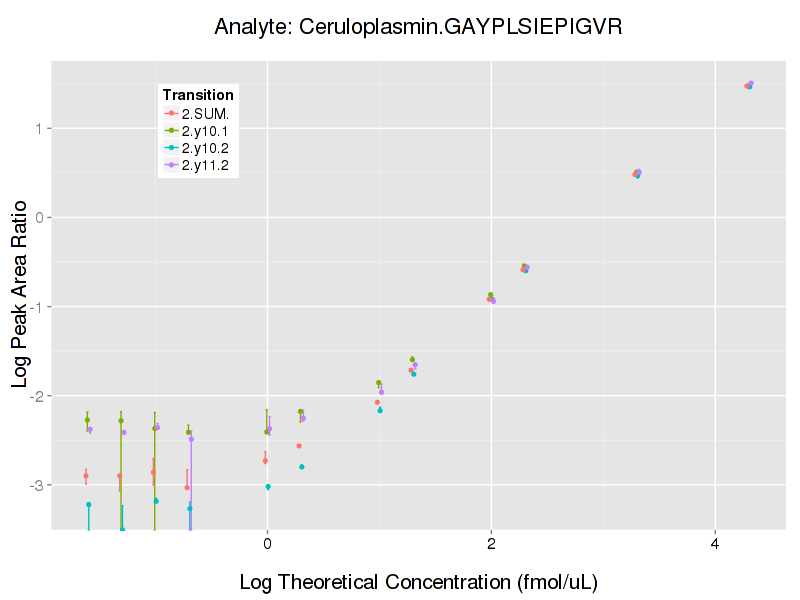 Analyte: Ceruloplasmin.GAYPLSIEPIGVR
Transition
2.SUM.
2.y10.1
2.y10.2
2.y11.2
Log Peak Area Ratio
1
0
-1
-2
-3
0
2
4
Log Theoretical Concentration (fmol/uL)